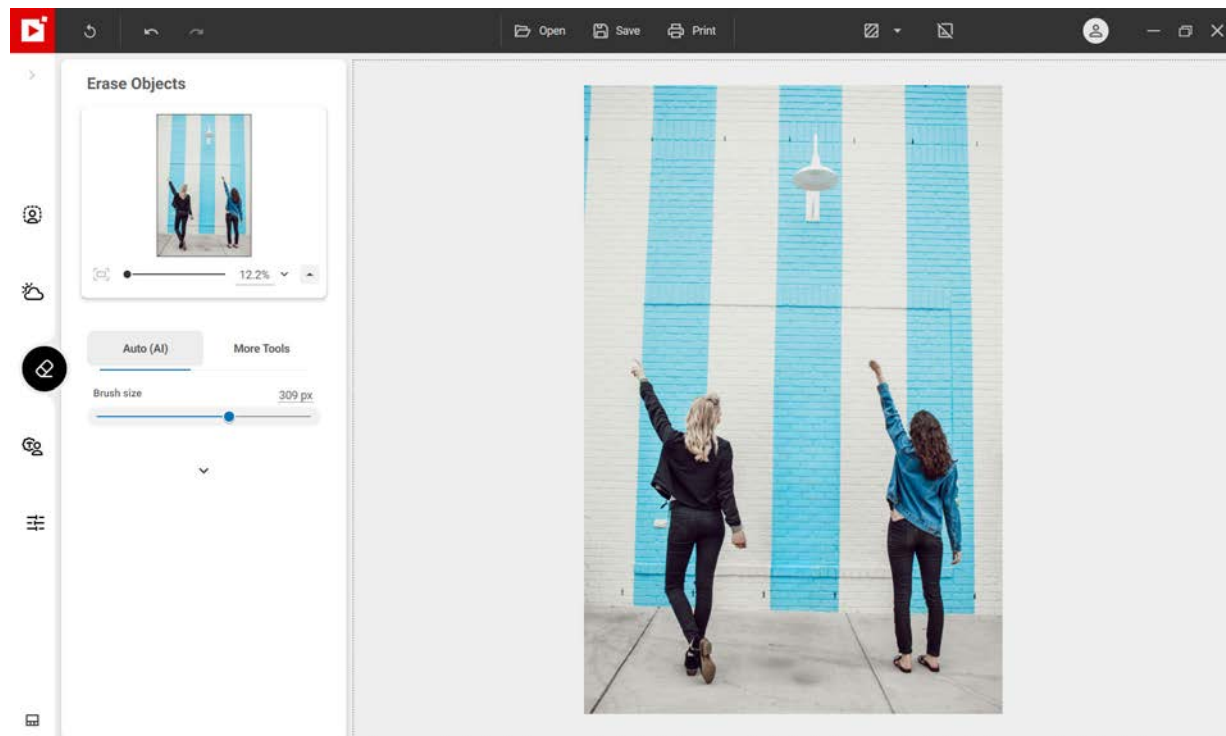 Open Save Print
Erase Objects
12.2%
Auto (AI) More Tools
Brush size 309 px